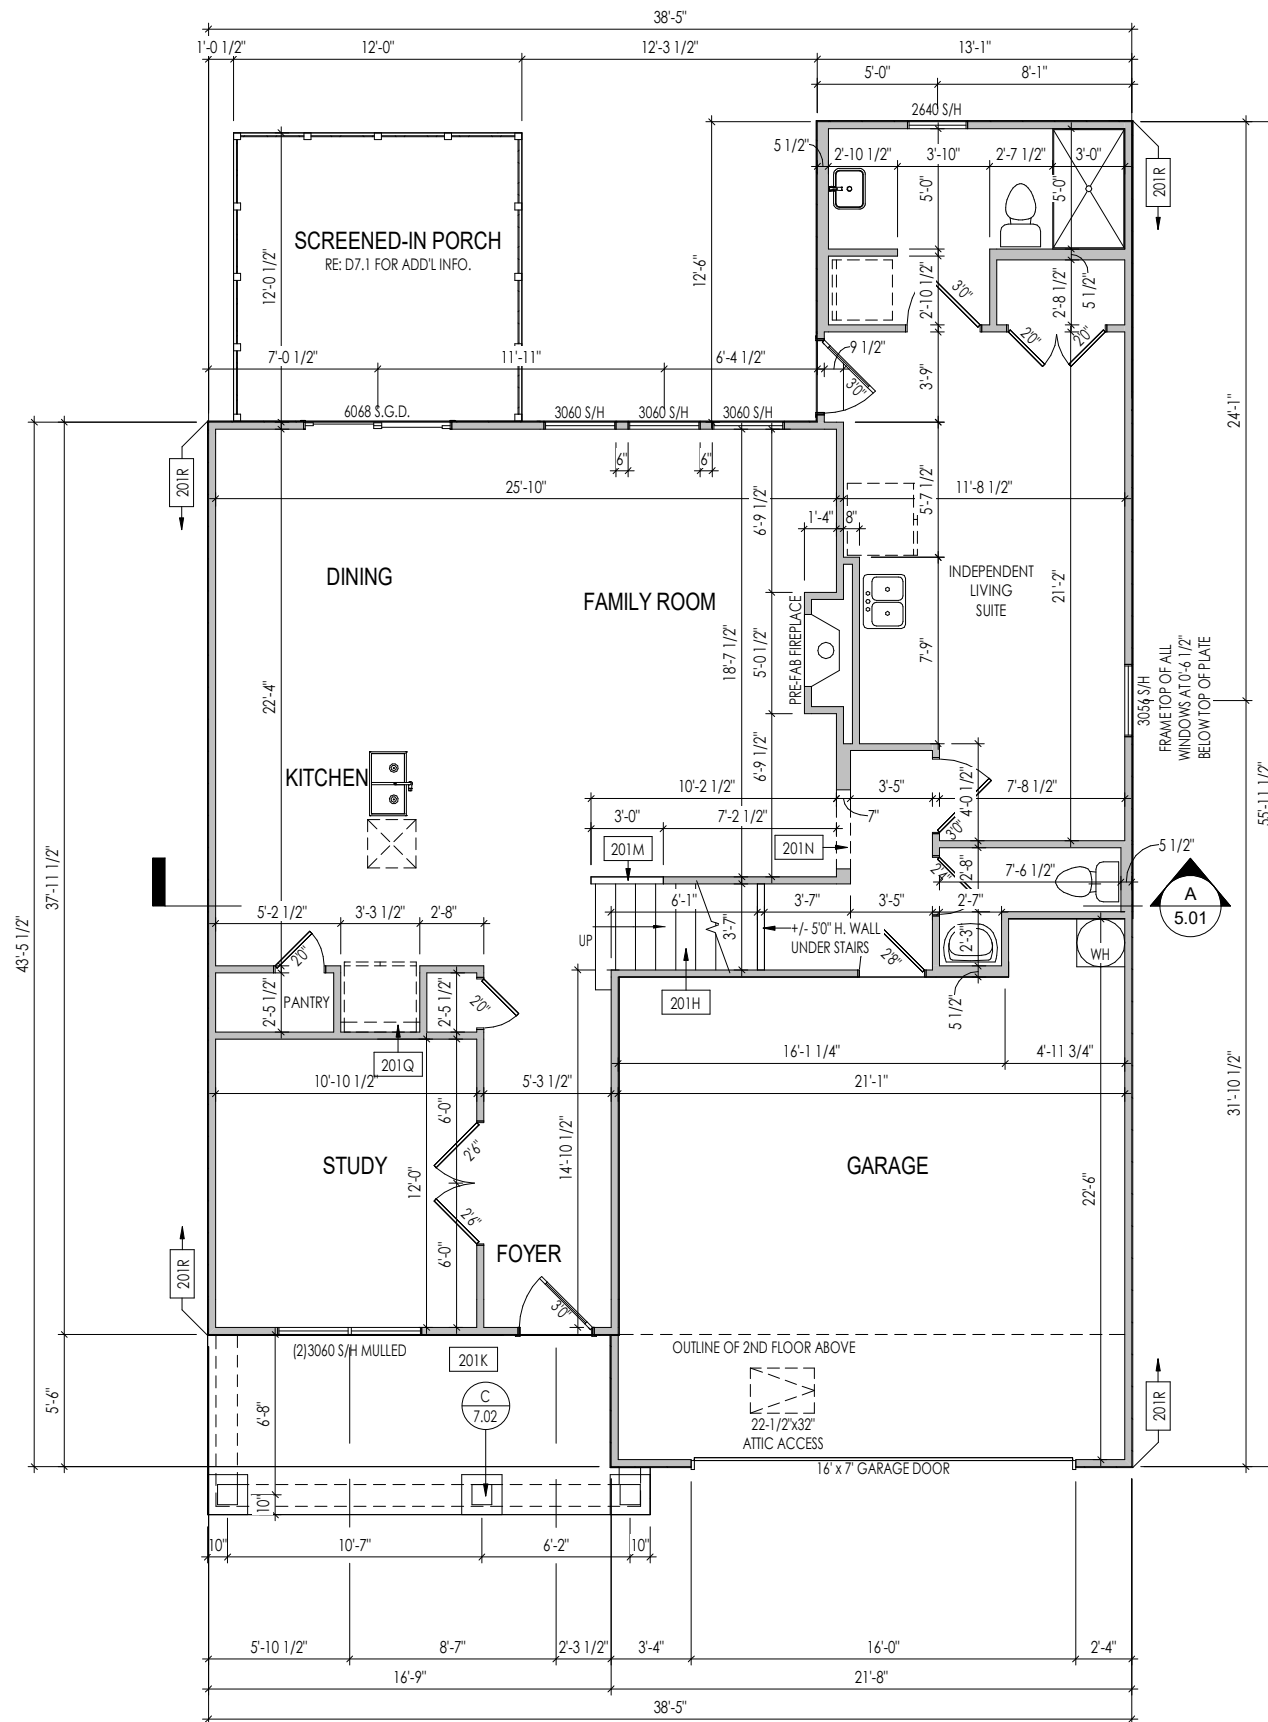 38'-5"
1'-0 1/2"
12'-0"
12'-3 1/2"
13'-1"
5'-0"
8'-1"
2640 S/H
5 1/2"
2'-10 1/2"
3'-10"
2'-7 1/2"
3'-0"
5'-0"
5'-0"
201R
SCREENED-IN PORCH
RE: D7.1 FOR ADD'L INFO.
12'-0 1/2"
12'-6"
2'-10 1/2"
3'0"
2'-8 1/2"
5 1/2"
2'0"
2'0"
7'-0 1/2"
11'-11"
6'-4 1/2"
9 1/2"
3'0"
3'-9"
24'-1"
6068 S.G.D.
3060 S/H
3060 S/H
3060 S/H
201R
6"
6"
25'-10"
6'-9 1/2"
1'-4"
8"
5'-7 1/2"
11'-8 1/2"
DINING
FAMILY ROOM
INDEPENDENT
LIVING
SUITE
21'-2"
18'-7 1/2"
5'-0 1/2"
PRE-FAB FIREPLACE
7'-9"
3056 S/H
FRAME TOP OF ALL
WINDOWS AT 0'-6 1/2"
BELOW TOP OF PLATE
22'-4"
KITCHEN
6'-9 1/2"
10'-2 1/2"
3'-5"
4'-0 1/2"
7'-8 1/2"
55'-11 1/2"
3'-0"
7'-2 1/2"
7"
3'0"
201M
201N
5 1/2"
2'4"
2'-8"
7'-6 1/2"
A
5.01
37'-11 1/2"
43'-5 1/2"
5'-2 1/2"
3'-3 1/2"
2'-8"
6'-1"
3'-7"
3'-5"
2'-7"
UP
3'-7"
+/- 5'0" H. WALL
UNDER STAIRS
2'-3"
2'8"
WH
2'0"
2'-5 1/2"
PANTRY
2'-5 1/2"
2'0"
201H
5 1/2"
201Q
16'-1 1/4"
4'-11 3/4"
10'-10 1/2"
5'-3 1/2"
21'-1"
31'-10 1/2"
6'-0"
STUDY
12'-0"
2'6"
14'-10 1/2"
GARAGE
22'-6"
2'6"
6'-0"
FOYER
3'0"
201R
(2)3060 S/H MULLED
201K
OUTLINE OF 2ND FLOOR ABOVE
5'-6"
6'-8"
C
7.02
22-1/2"x32"
ATTIC ACCESS
201R
16' x 7' GARAGE DOOR
10"
10"
10'-7"
6'-2"
10"
5'-10 1/2"
8'-7"
2'-3 1/2"
3'-4"
16'-0"
2'-4"
16'-9"
21'-8"
38'-5"